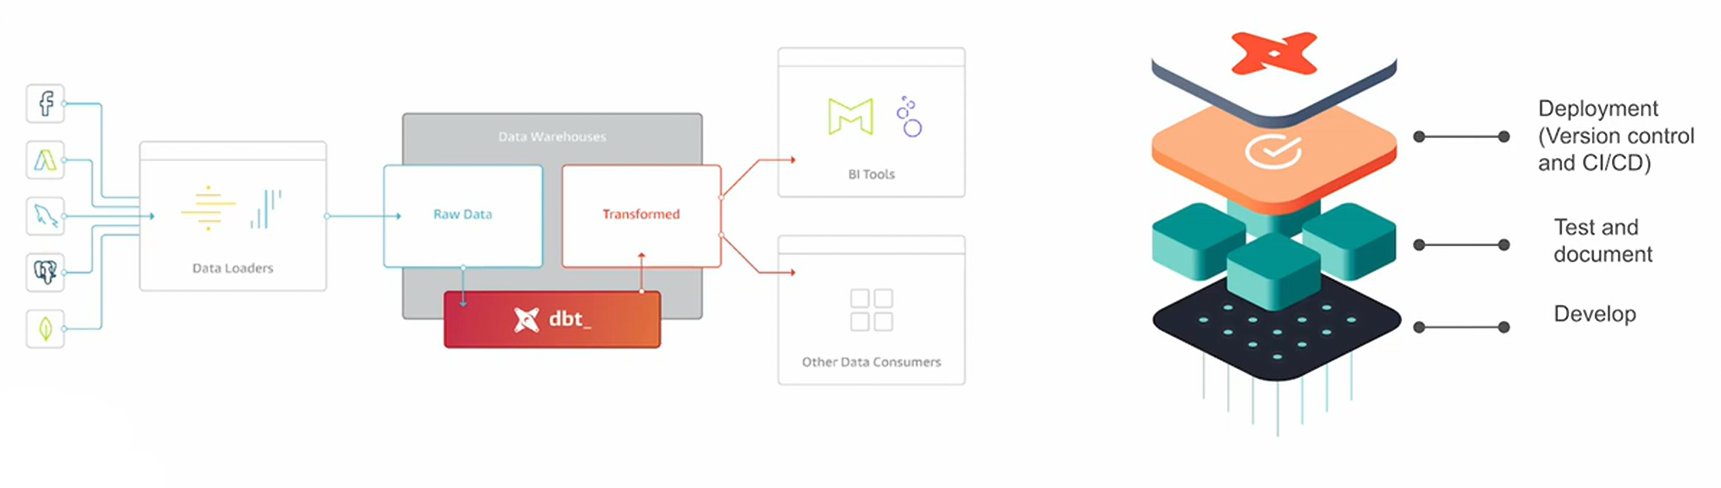 Data Loaders
Data Warehouses
Raw Data
Transformed
dbt_
BI Tools
Other Data Consumers
Deployment
(Version control
and CI/CD)
Test and
document
Develop